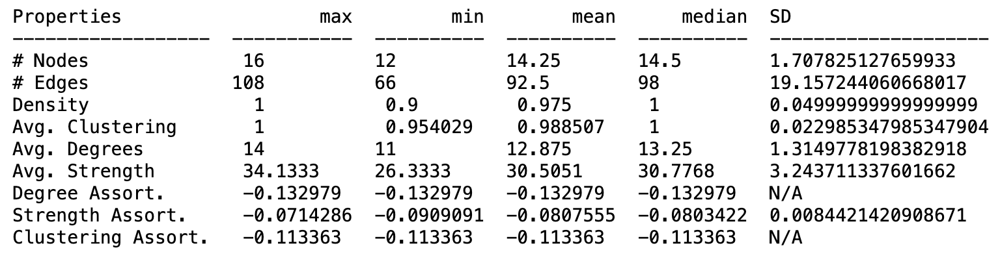 Properties max min mean median SD
------------------ ----------- ---------- ---------- ---------- --------------------
# Nodes 16 12 14.25 14.5 1.707825127659933
# Edges 108 66 92.5 98 19.157244060668017
Density 1 0.9 0.975 1 0.04999999999999999
Avg. Clustering 1 0.954029 0.988507 1 0.022985347985347904
Avg. Degrees 14 11 12.875 13.25 1.3149778198382918
Avg. Strength 34.1333 26.3333 30.5051 30.7768 3.243711337601662
Degree Assort. -0.132979 -0.132979 -0.132979 -0.132979 N/A
Strength Assort. -0.0714286 -0.0909091 -0.0807555 -0.0803422 0.0084421420908671
Clustering Assort. -0.113363 -0.113363 -0.113363 -0.113363 N/A